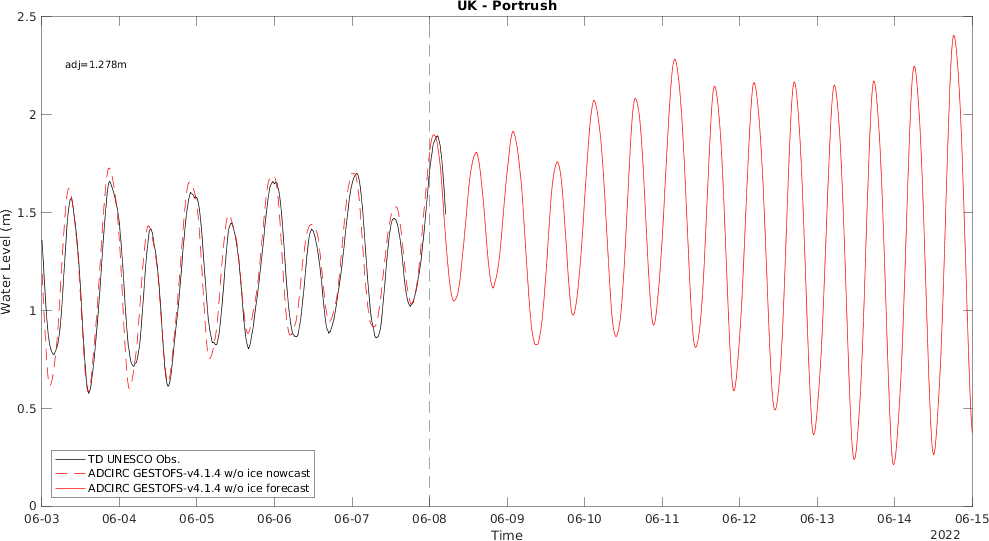 UK - Portrush
2.5
adj=1.278m
2
1.5
Water Level (m)
1
0.5
TD UNESCO Obs.
ADCIRC GESTOFS-v4.1.4 w/o ice nowcast
ADCIRC GESTOFS-v4.1.4 w/o ice forecast
0
06-03 06-04 06-05 06-06 06-07 06-08 06-09 06-10 06-11 06-12 06-13 06-14 06-15
Time
2022